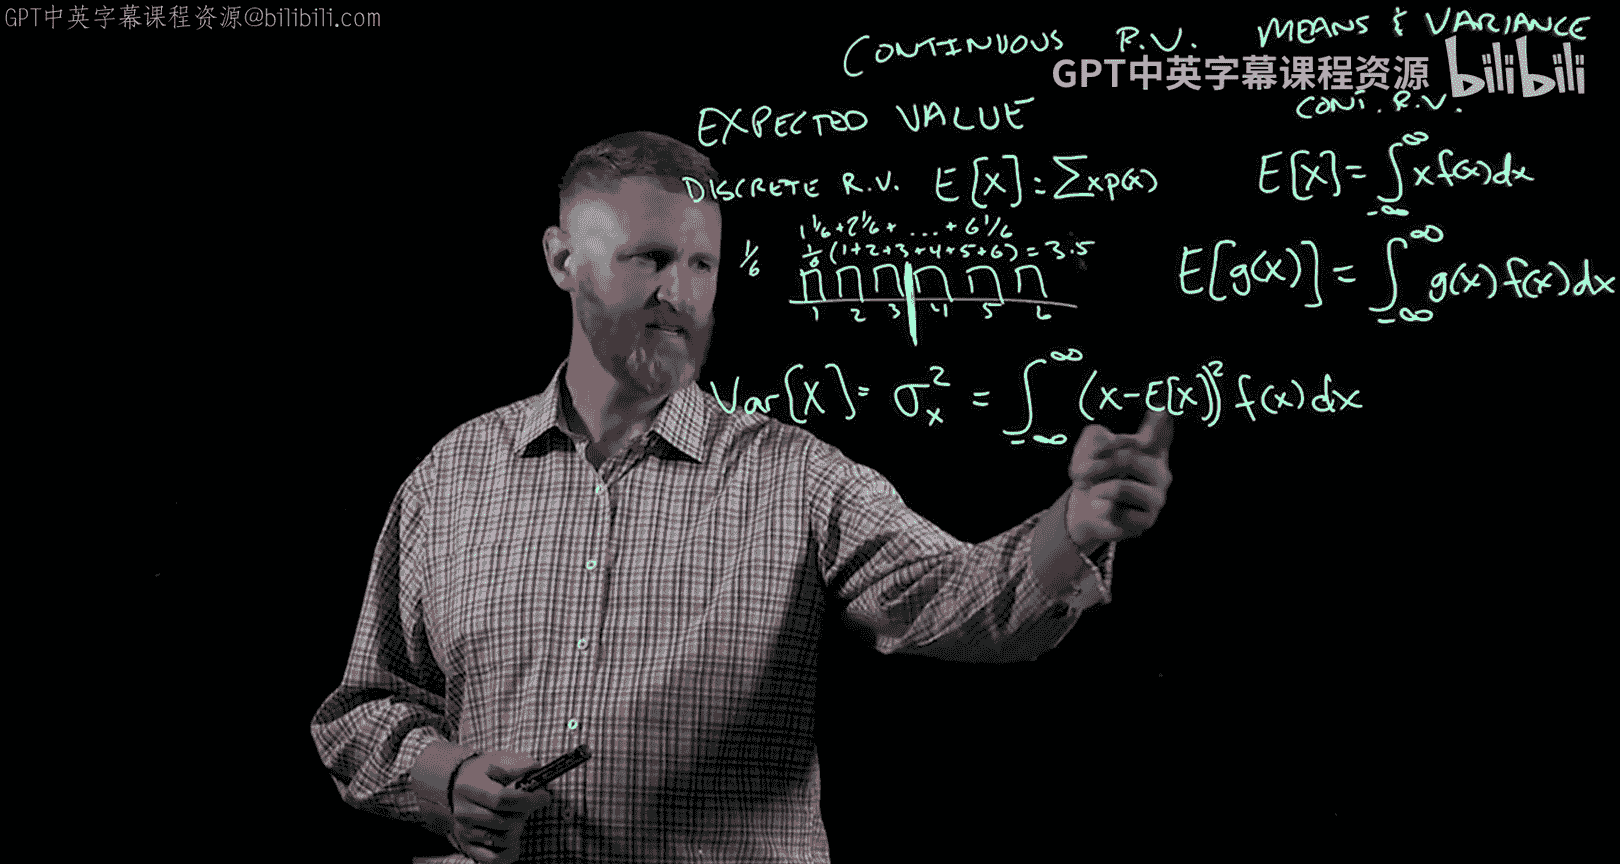 GPT中英字幕课程资源@bilibili.com
CONTINUOUS R.V. MEANS & VARIANCE
GPT中英字幕课程资源 bilibili
EXPECTED VALUE
CONT. R.V.
DISCRETE R.V. E[X] = ∑xp(x)
E[X] = ∫_{-∞}^{∞} x f(x) dx
1 1/6 + 2 1/6 + ... + 6 1/6
1/6 1/6 (1+2+3+4+5+6) = 3.5
E[g(x)] = ∫_{-∞}^{∞} g(x) f(x) dx
1 2 3 4 5 6
Var[X] = σ_x^2 = ∫_{-∞}^{∞} (x-E[x])^2 f(x) dx